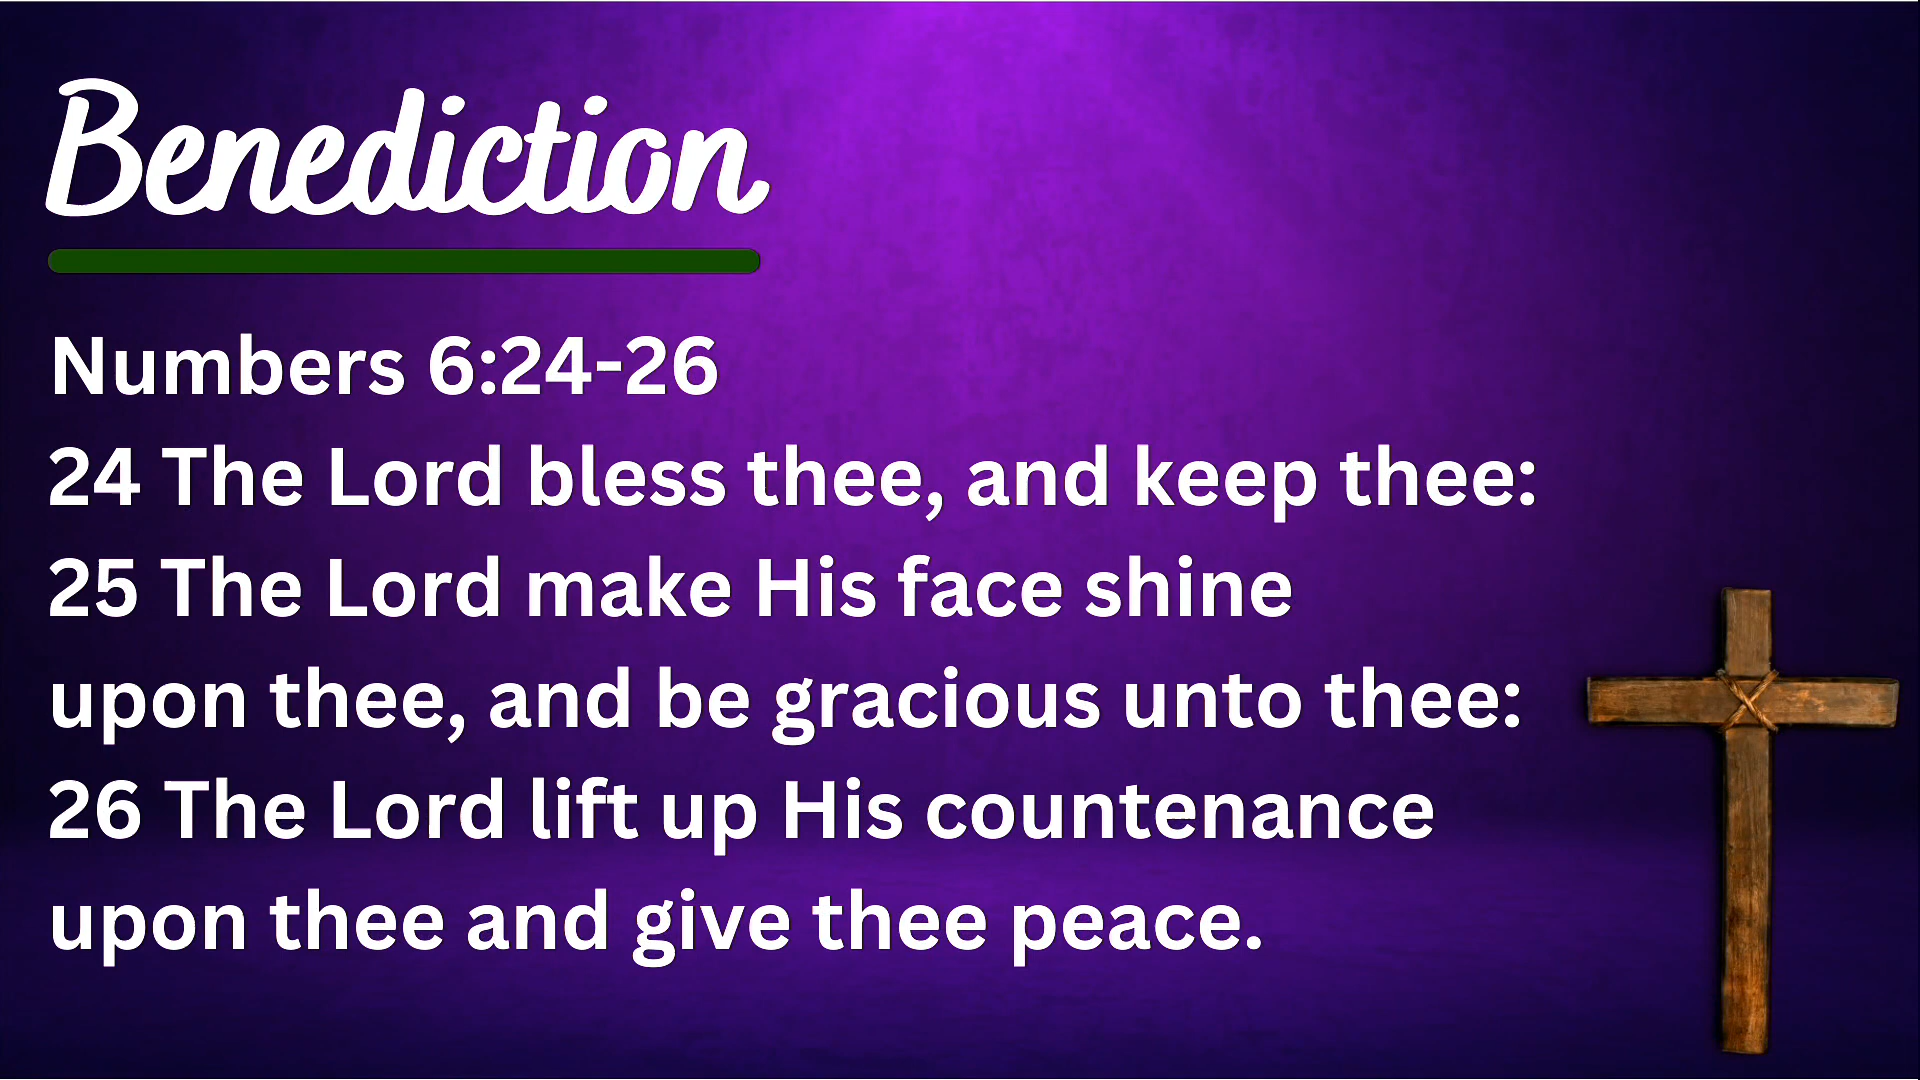 Benediction
Numbers 6:24-26
24 The Lord bless thee, and keep thee:
25 The Lord make His face shine
upon thee, and be gracious unto thee:
26 The Lord lift up His countenance
upon thee and give thee peace.